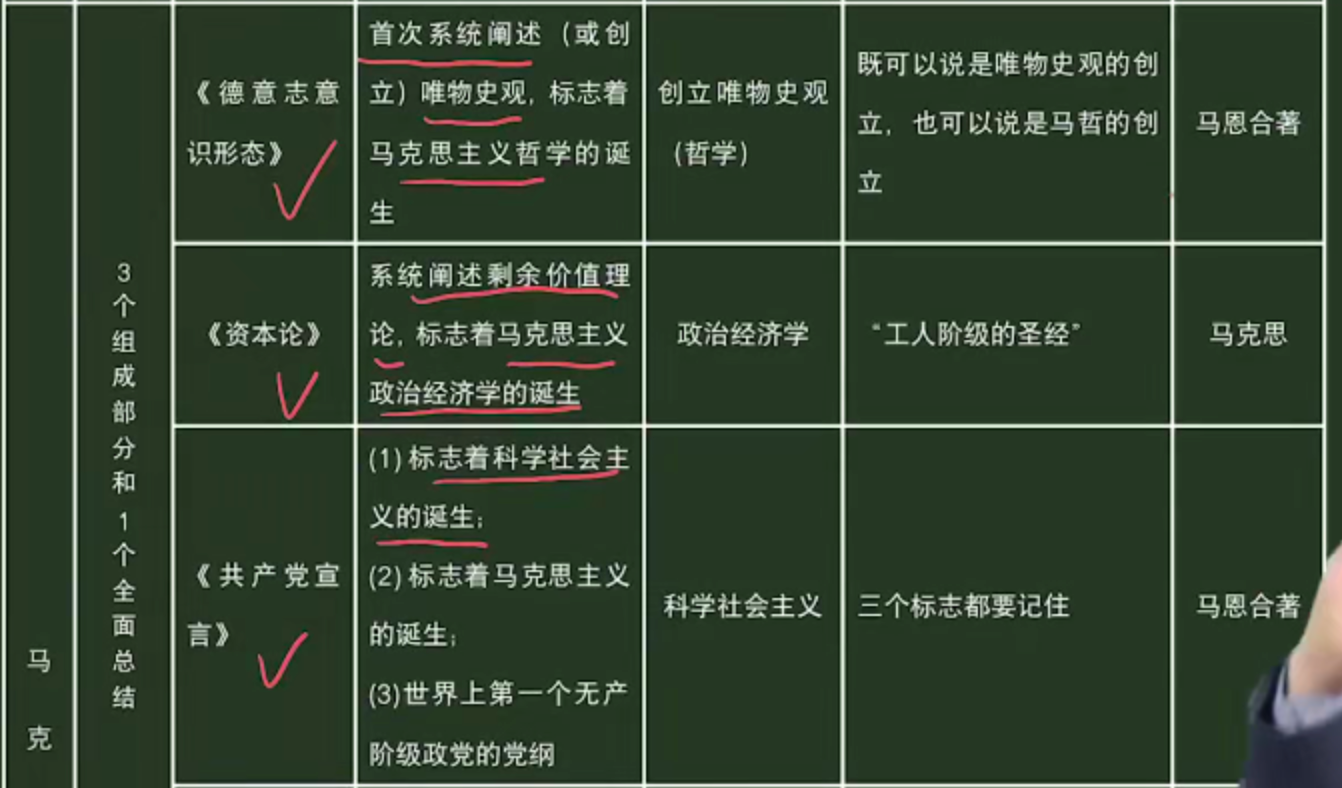 马
克
3
个
组
成
部
分
和
1
个
全
面
总
结
《德意志意
识形态》
首次系统阐述（或创
立）唯物史观，标志着
马克思主义哲学的诞
生
创立唯物史观
（哲学）
既可以说是唯物史观的创
立，也可以说是马哲的创
立
马恩合著
《资本论》
系统阐述剩余价值理
论，标志着马克思主义
政治经济学的诞生
政治经济学
“工人阶级的圣经”
马克思
《共产党宣
言》
(1)标志着科学社会主
义的诞生；
(2)标志着马克思主义
的诞生；
(3)世界上第一个无产
阶级政党的党纲
科学社会主义
三个标志都要记住
马恩合著